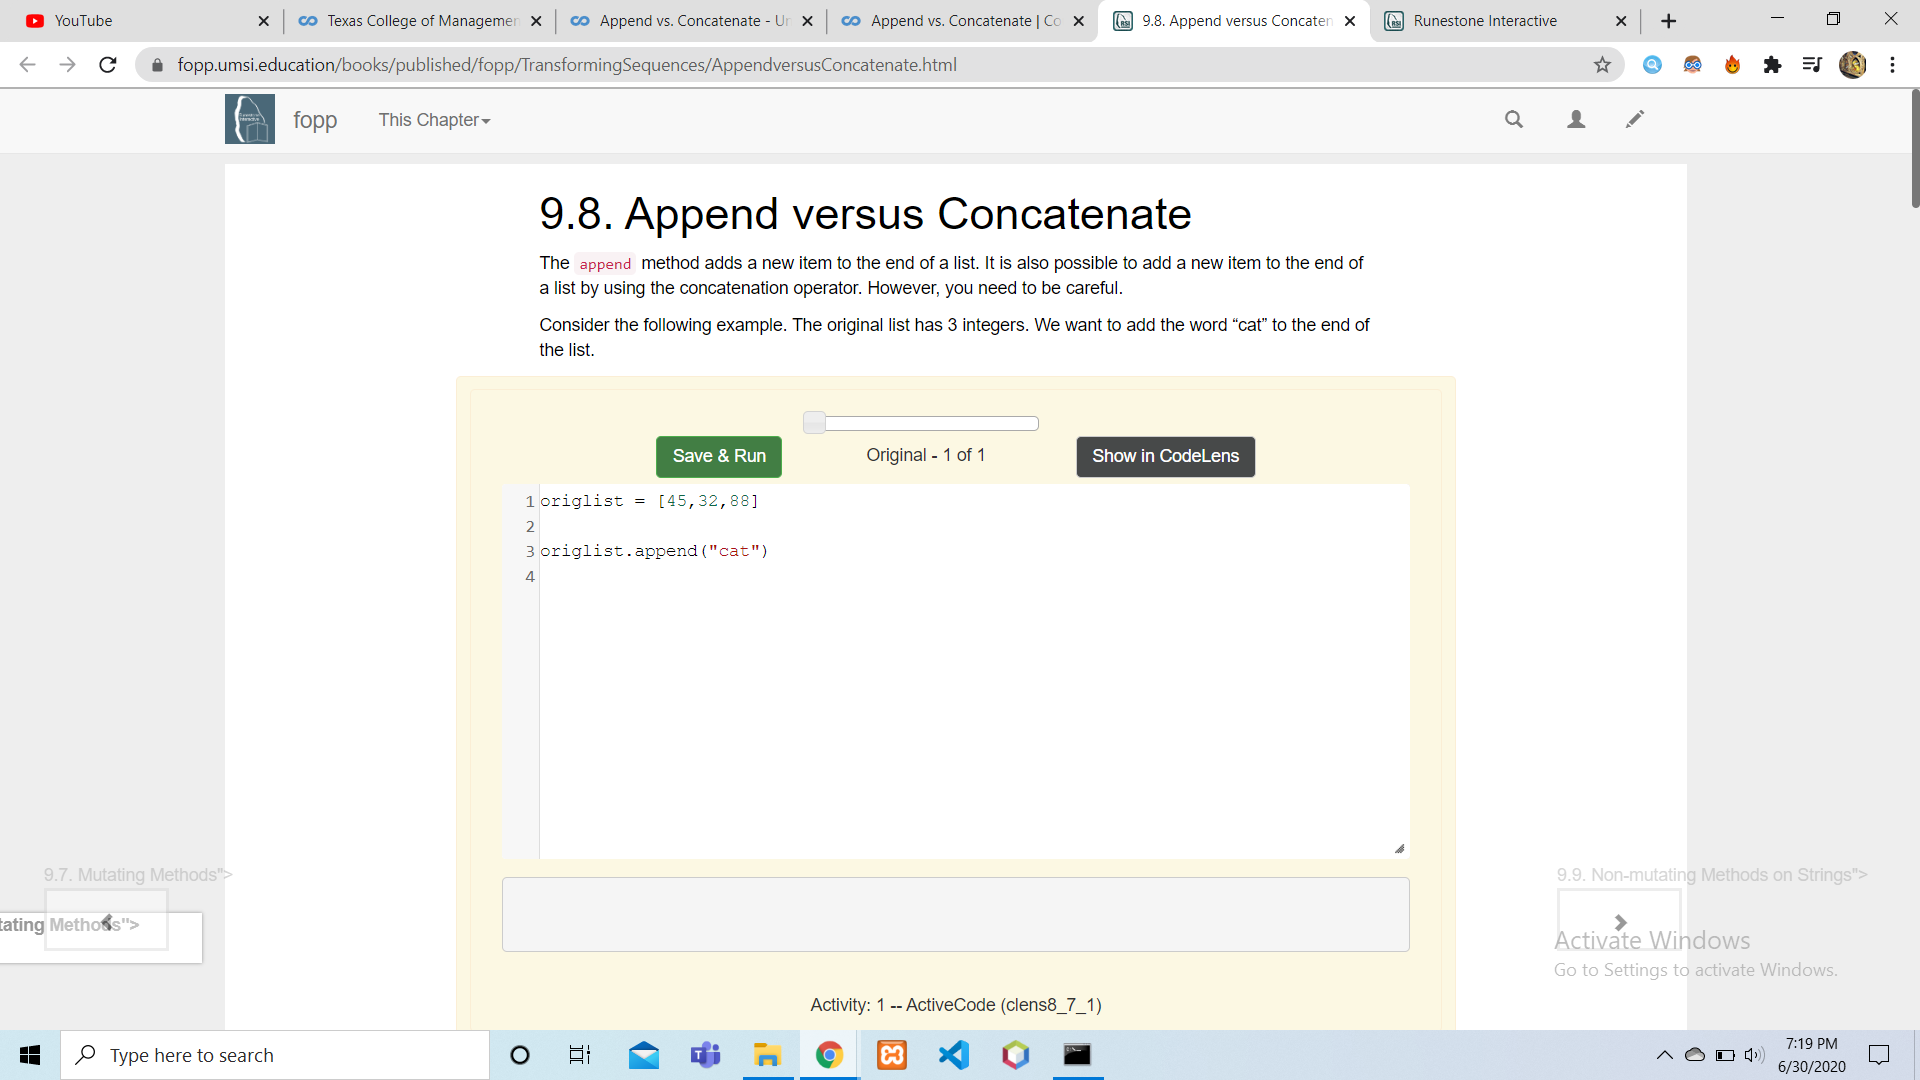 YouTube
Texas College of Managemen
Append vs. Concatenate - Un
Append vs. Concatenate | Co
9.8. Append versus Concaten
Runestone Interactive
fopp.umsi.education/books/published/fopp/TransformingSequences/AppendversusConcatenate.html
fopp
This Chapter
9.8. Append versus Concatenate
The append method adds a new item to the end of a list. It is also possible to add a new item to the end of
a list by using the concatenation operator. However, you need to be careful.
Consider the following example. The original list has 3 integers. We want to add the word “cat” to the end of
the list.
Save & Run
Original - 1 of 1
Show in CodeLens
1 origlist = [45,32,88]
2
3 origlist.append("cat")
4
9.7. Mutating Methods">
tating Methods">
9.9. Non-mutating Methods on Strings">
Activate Windows
Go to Settings to activate Windows.
Activity: 1 -- ActiveCode (clens8_7_1)
Type here to search
7:19 PM
6/30/2020